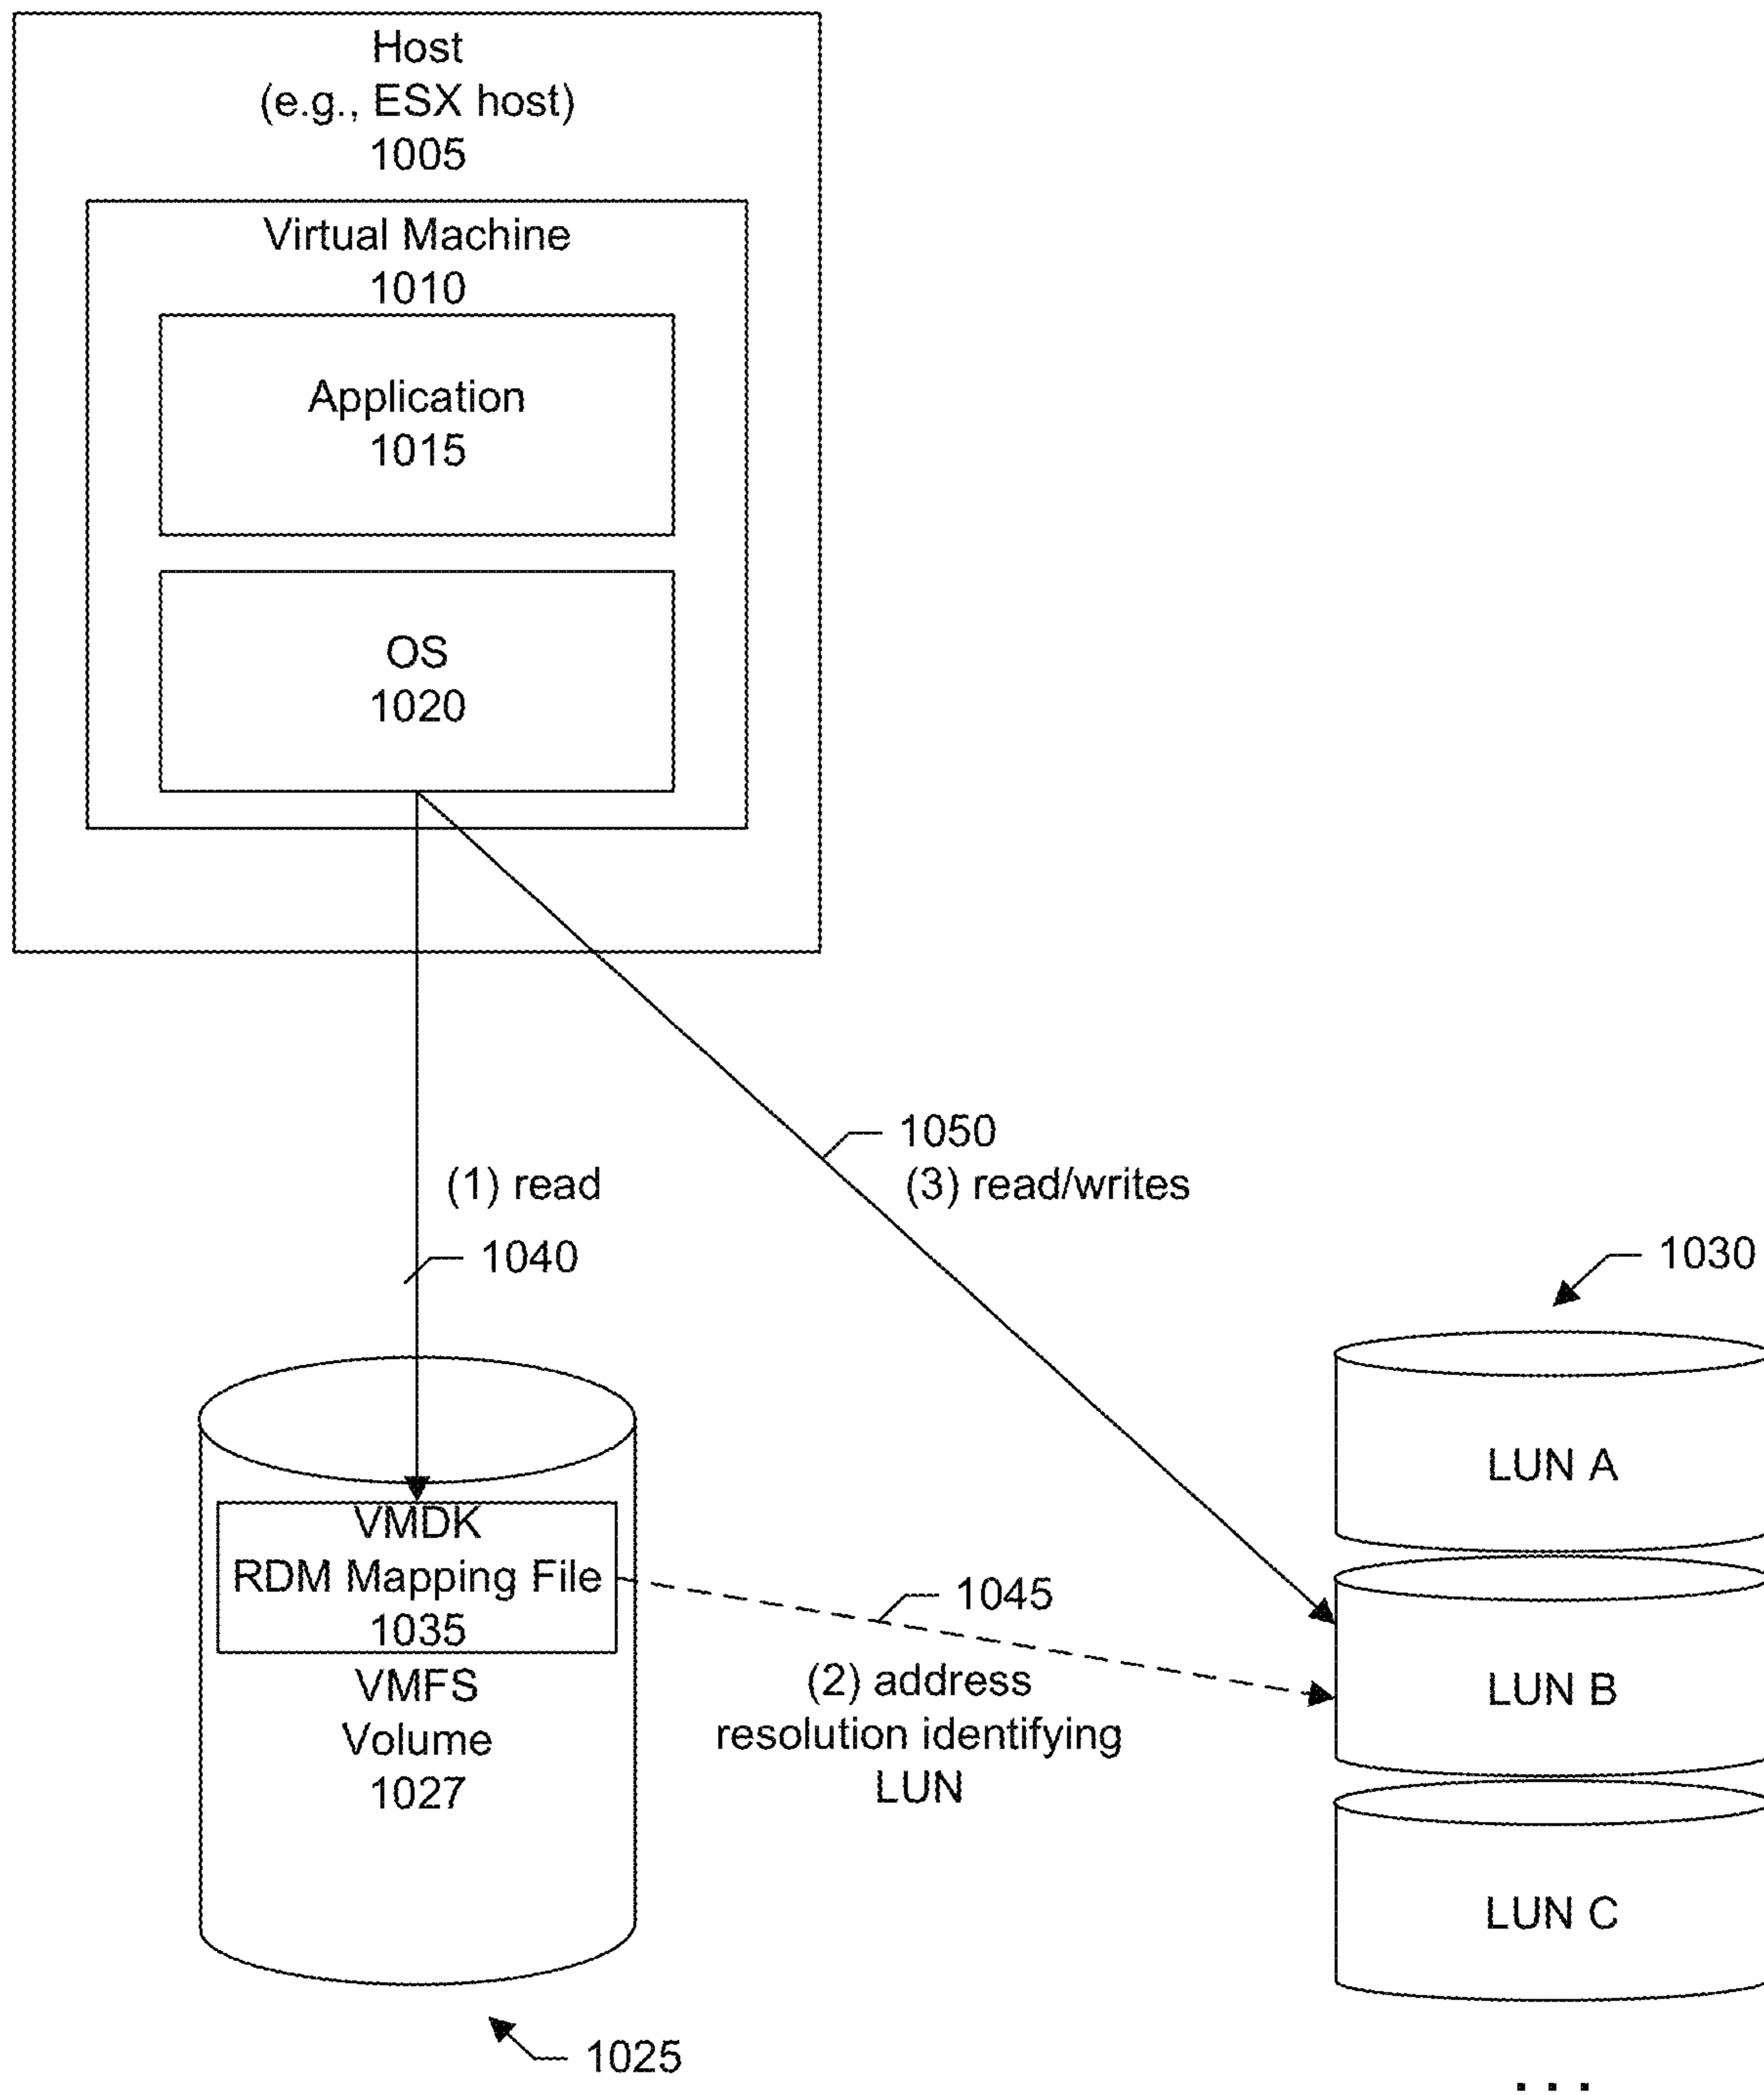 Host
(e.g., ESX host)
1005
Virtual Machine
1010
Application
1015
OS
1020
1050
(3) read/writes
(1) read
1040
1030
LUN A
VMDK
RDM Mapping File
1035
1045
(2) address
resolution identifying
LUN
VMFS
Volume
1027
LUN B
LUN C
1025
. . .